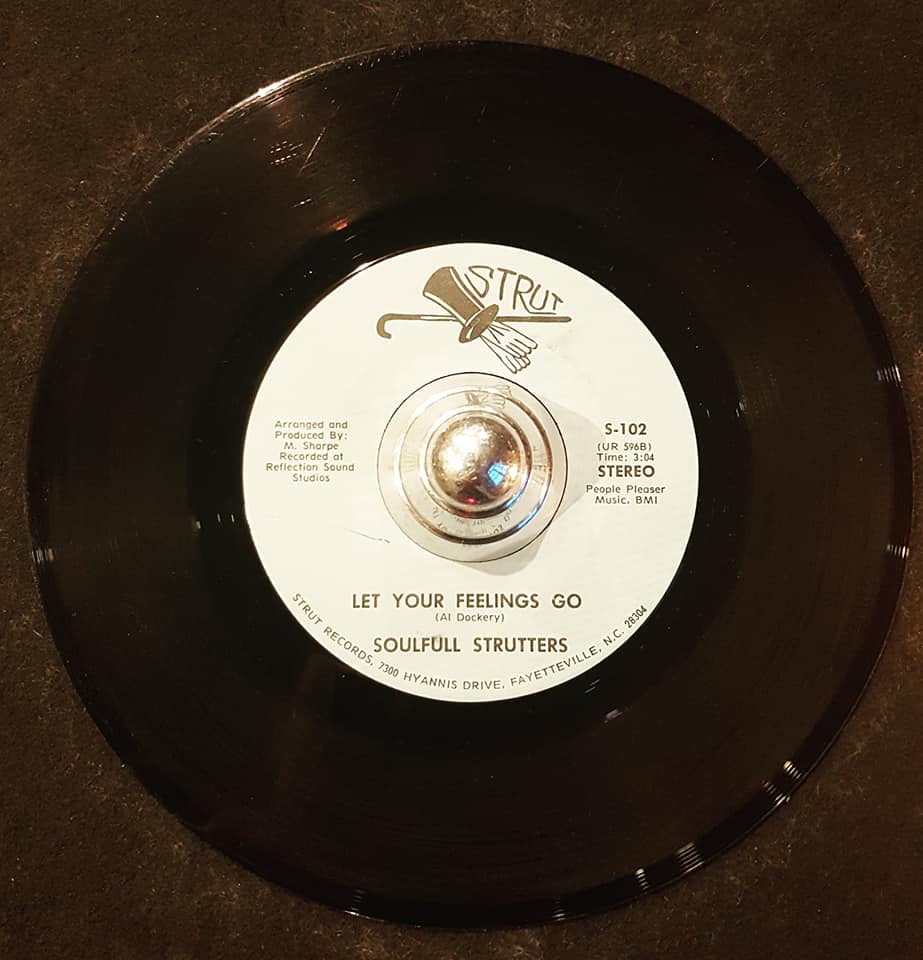 STRUT
Arranged and
Produced By:
M. Sharpe
Recorded at
Reflection Sound
Studios
S-102
(UR 596B)
Time: 3:04
STEREO
People Pleaser
Music, BMI
LET YOUR FEELINGS GO
(Al Dockery)
SOULFULL STRUTTERS
STRUT RECORDS, 7300 HYANNIS DRIVE, FAYETTEVILLE, N.C. 28304